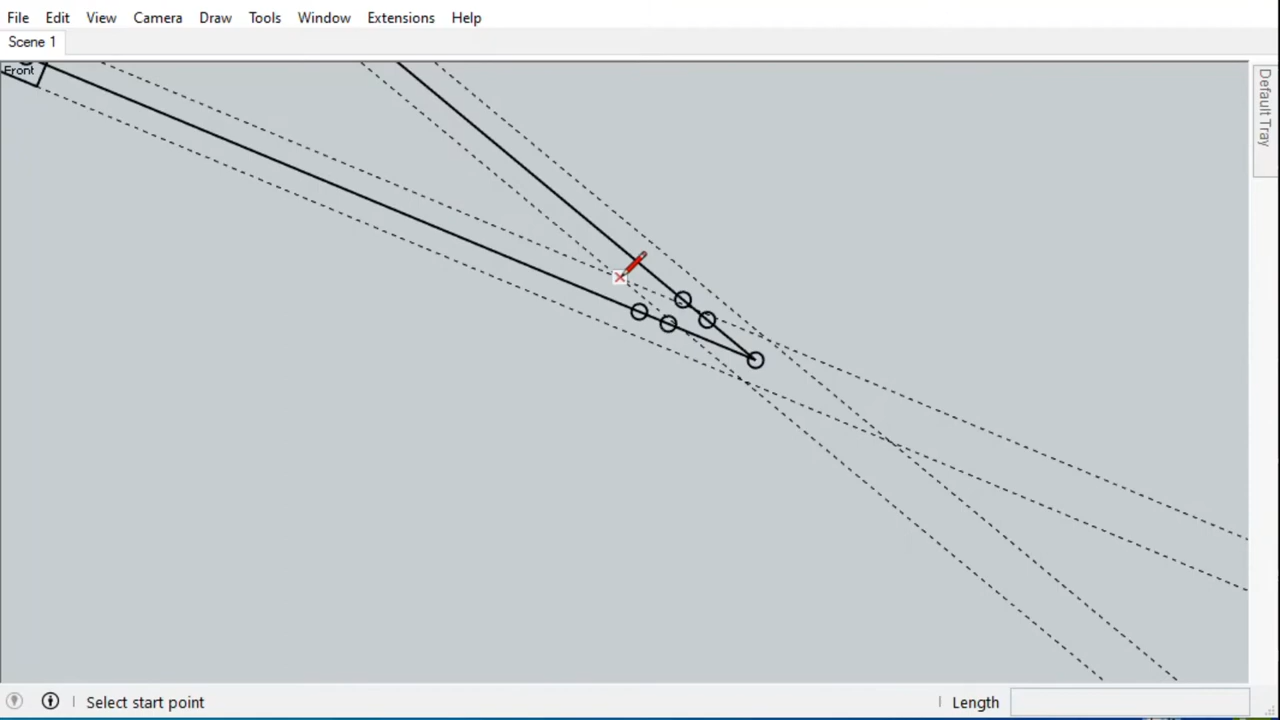 File Edit View Camera Draw Tools Window Extensions Help
Scene 1
Front
Default Tray
Select start point
Length